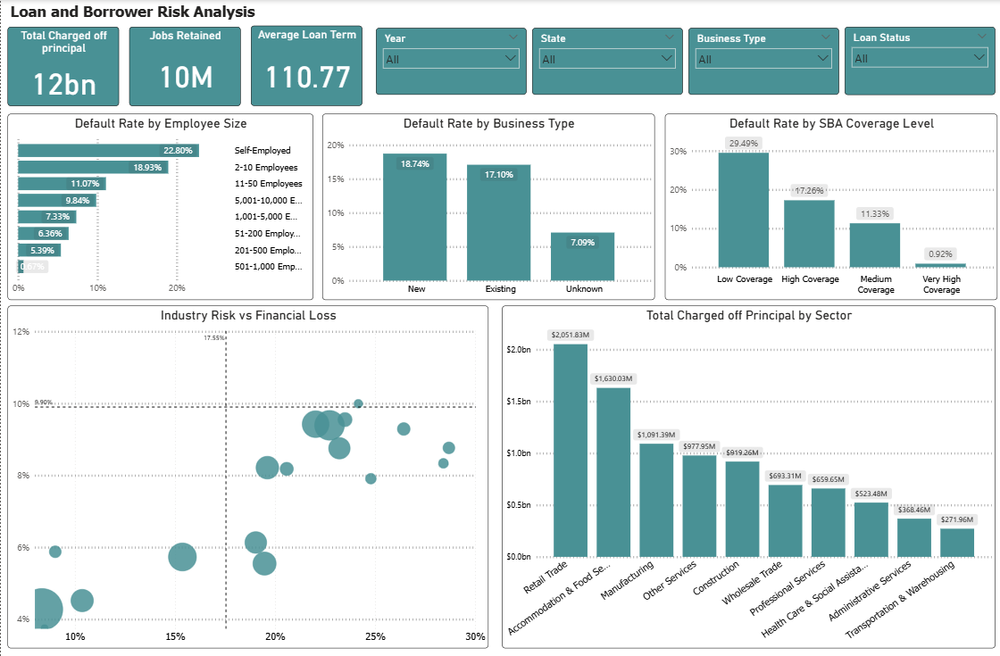 Loan and Borrower Risk Analysis
Total Charged off
principal
12bn
Jobs Retained
10M
Average Loan Term
110.77
Year
All
State
All
Business Type
All
Loan Status
All
Default Rate by Employee Size
22.80%
Self-Employed
18.93%
2-10 Employees
11.07%
11-50 Employees
9.84%
5,001-10,000 E...
7.33%
1,001-5,000 E...
6.36%
51-200 Employ...
5.39%
201-500 Emplo...
0.67%
501-1,000 Emp...
0%
10%
20%
Default Rate by Business Type
20%
15%
10%
5%
0%
18.74%
17.10%
7.09%
New
Existing
Unknown
Default Rate by SBA Coverage Level
30%
20%
10%
0%
29.49%
17.26%
11.33%
0.92%
Low Coverage
High Coverage
Medium
Coverage
Very High
Coverage
Industry Risk vs Financial Loss
12%
10%
8%
6%
4%
17.55%
9.90%
10%
15%
20%
25%
30%
Total Charged off Principal by Sector
$2.0bn
$1.5bn
$1.0bn
$0.5bn
$0.0bn
$2,051.83M
$1,630.03M
$1,091.39M
$977.95M
$919.26M
$693.31M
$659.65M
$523.48M
$368.46M
$271.96M
Retail Trade
Accommodation & Food Se...
Manufacturing
Other Services
Construction
Wholesale Trade
Professional Services
Health Care & Social Assista...
Administrative Services
Transportation & Warehousing